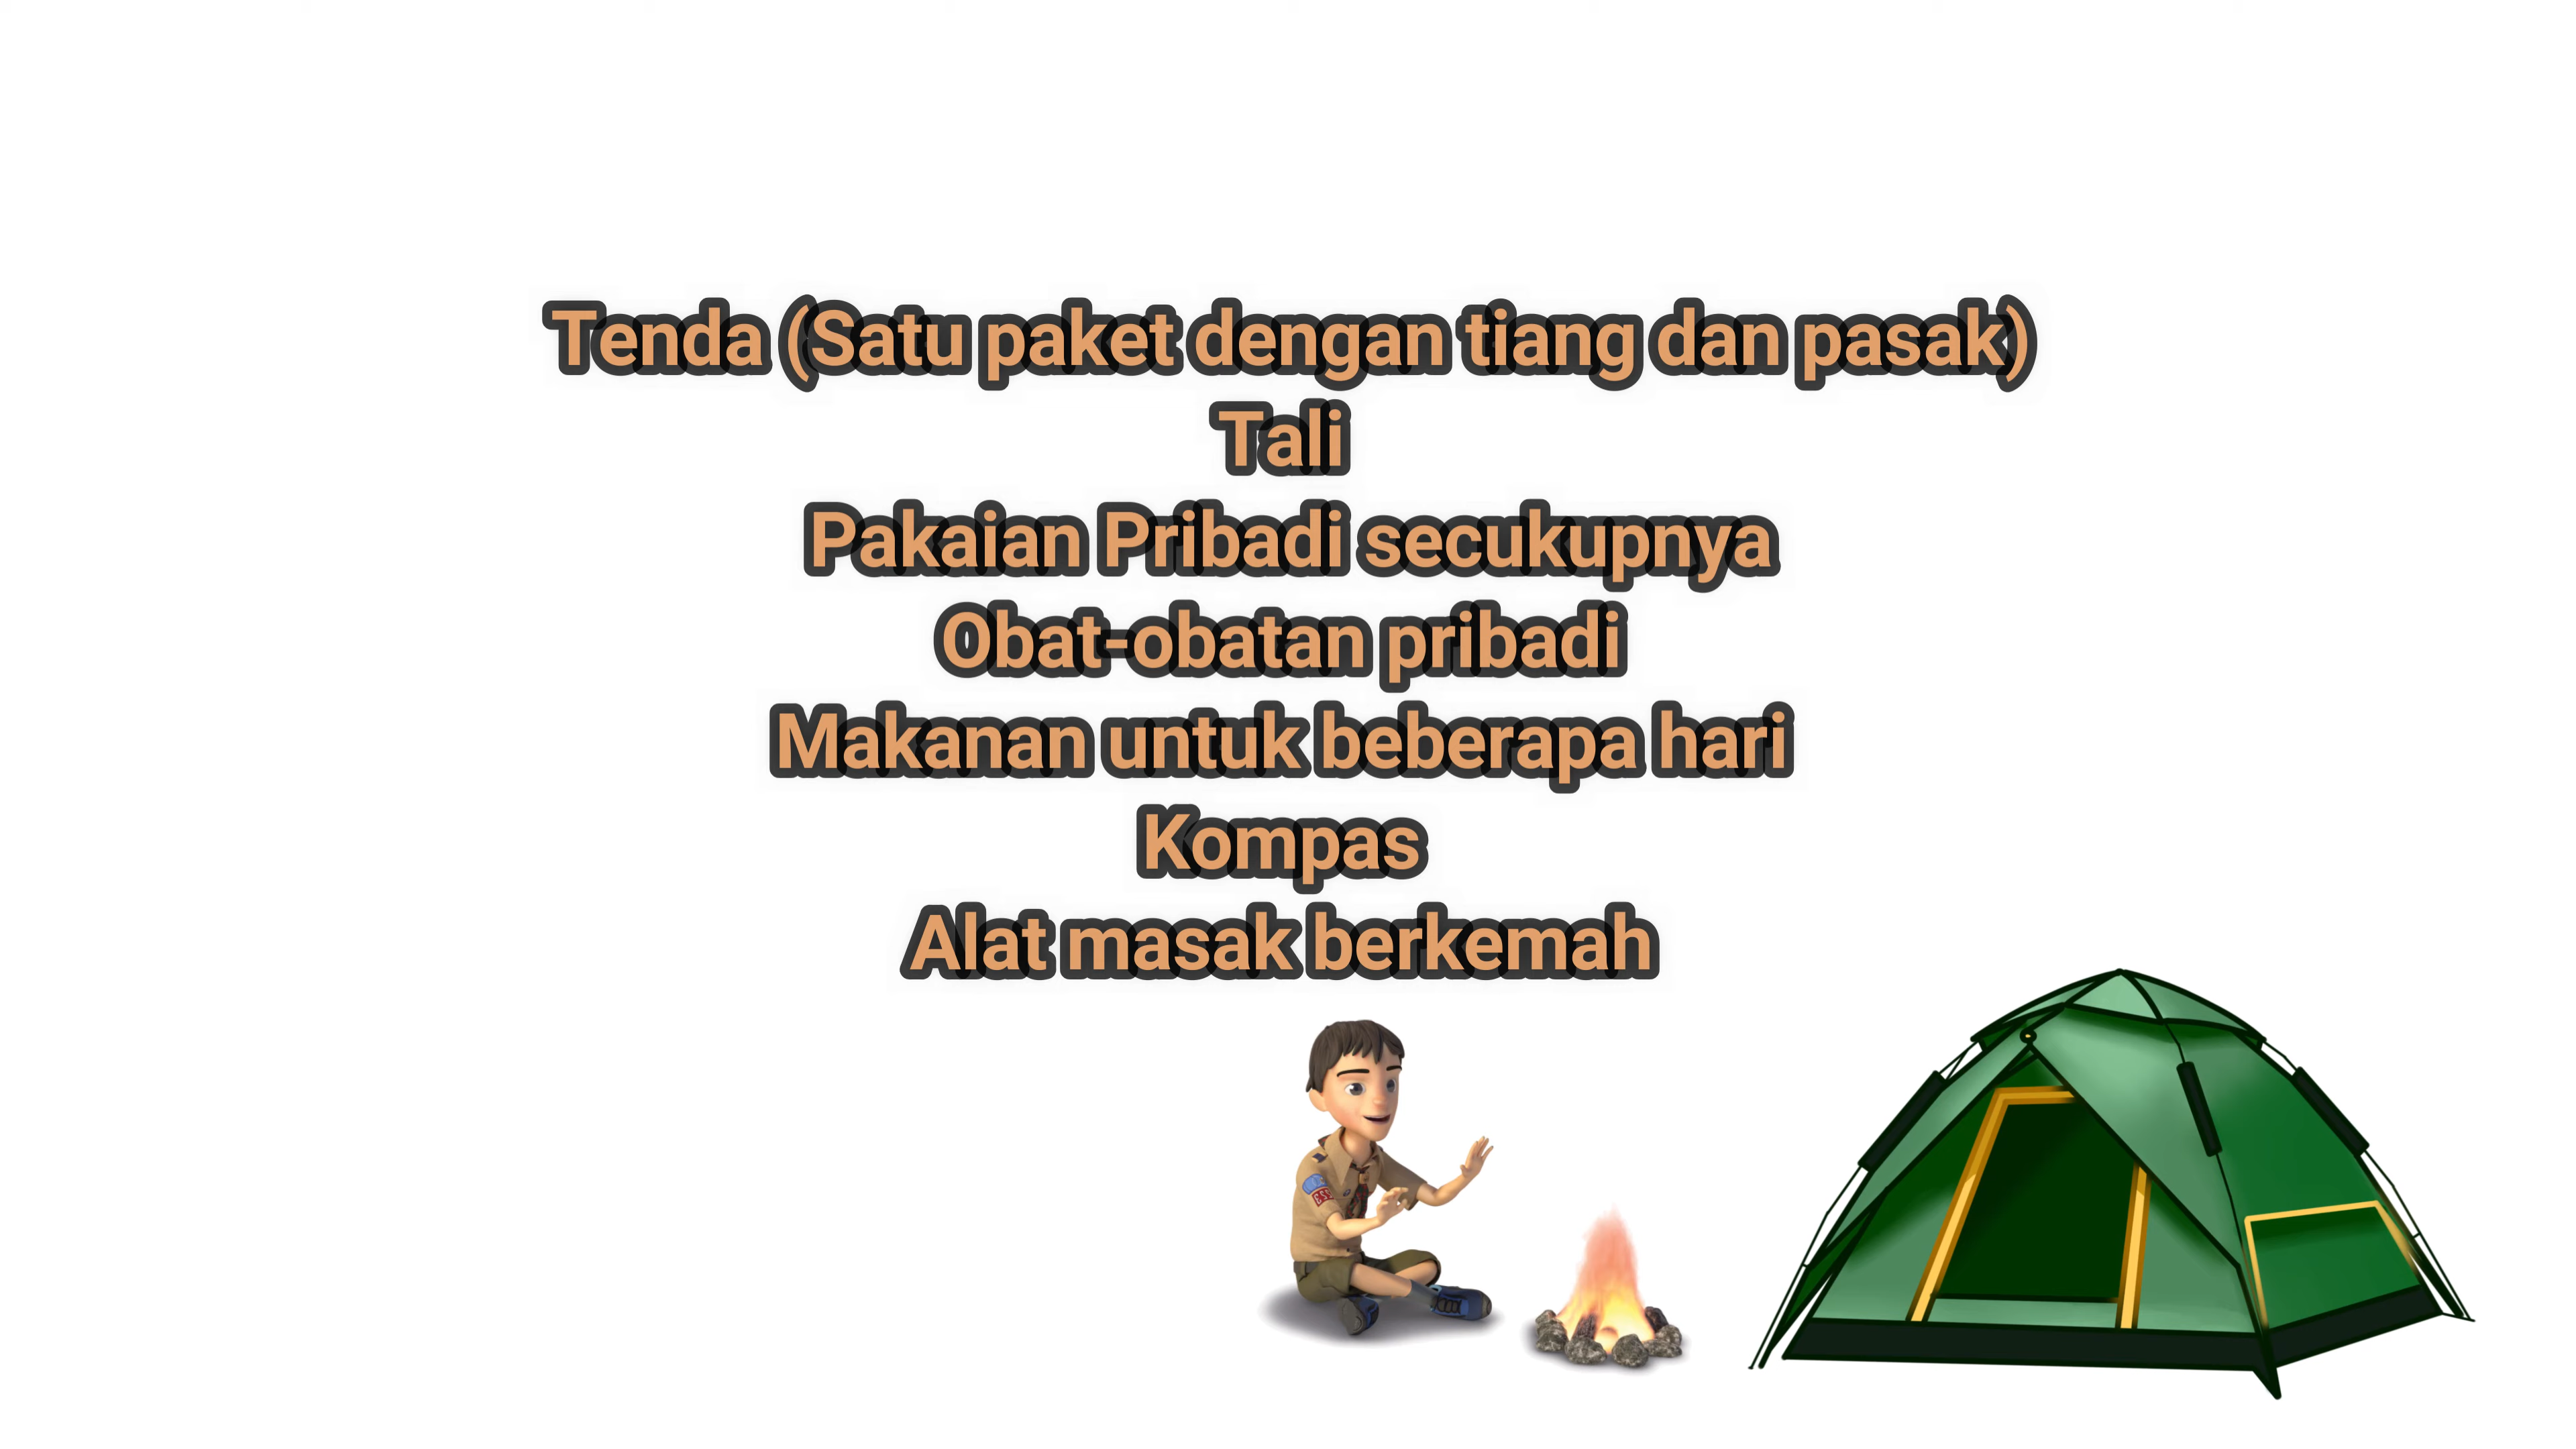 Tenda (Satu paket dengan tiang dan pasak)
Tali
Pakaian Pribadi secukupnya
Obat-obatan pribadi
Makanan untuk beberapa hari
Kompas
Alat masak berkemah